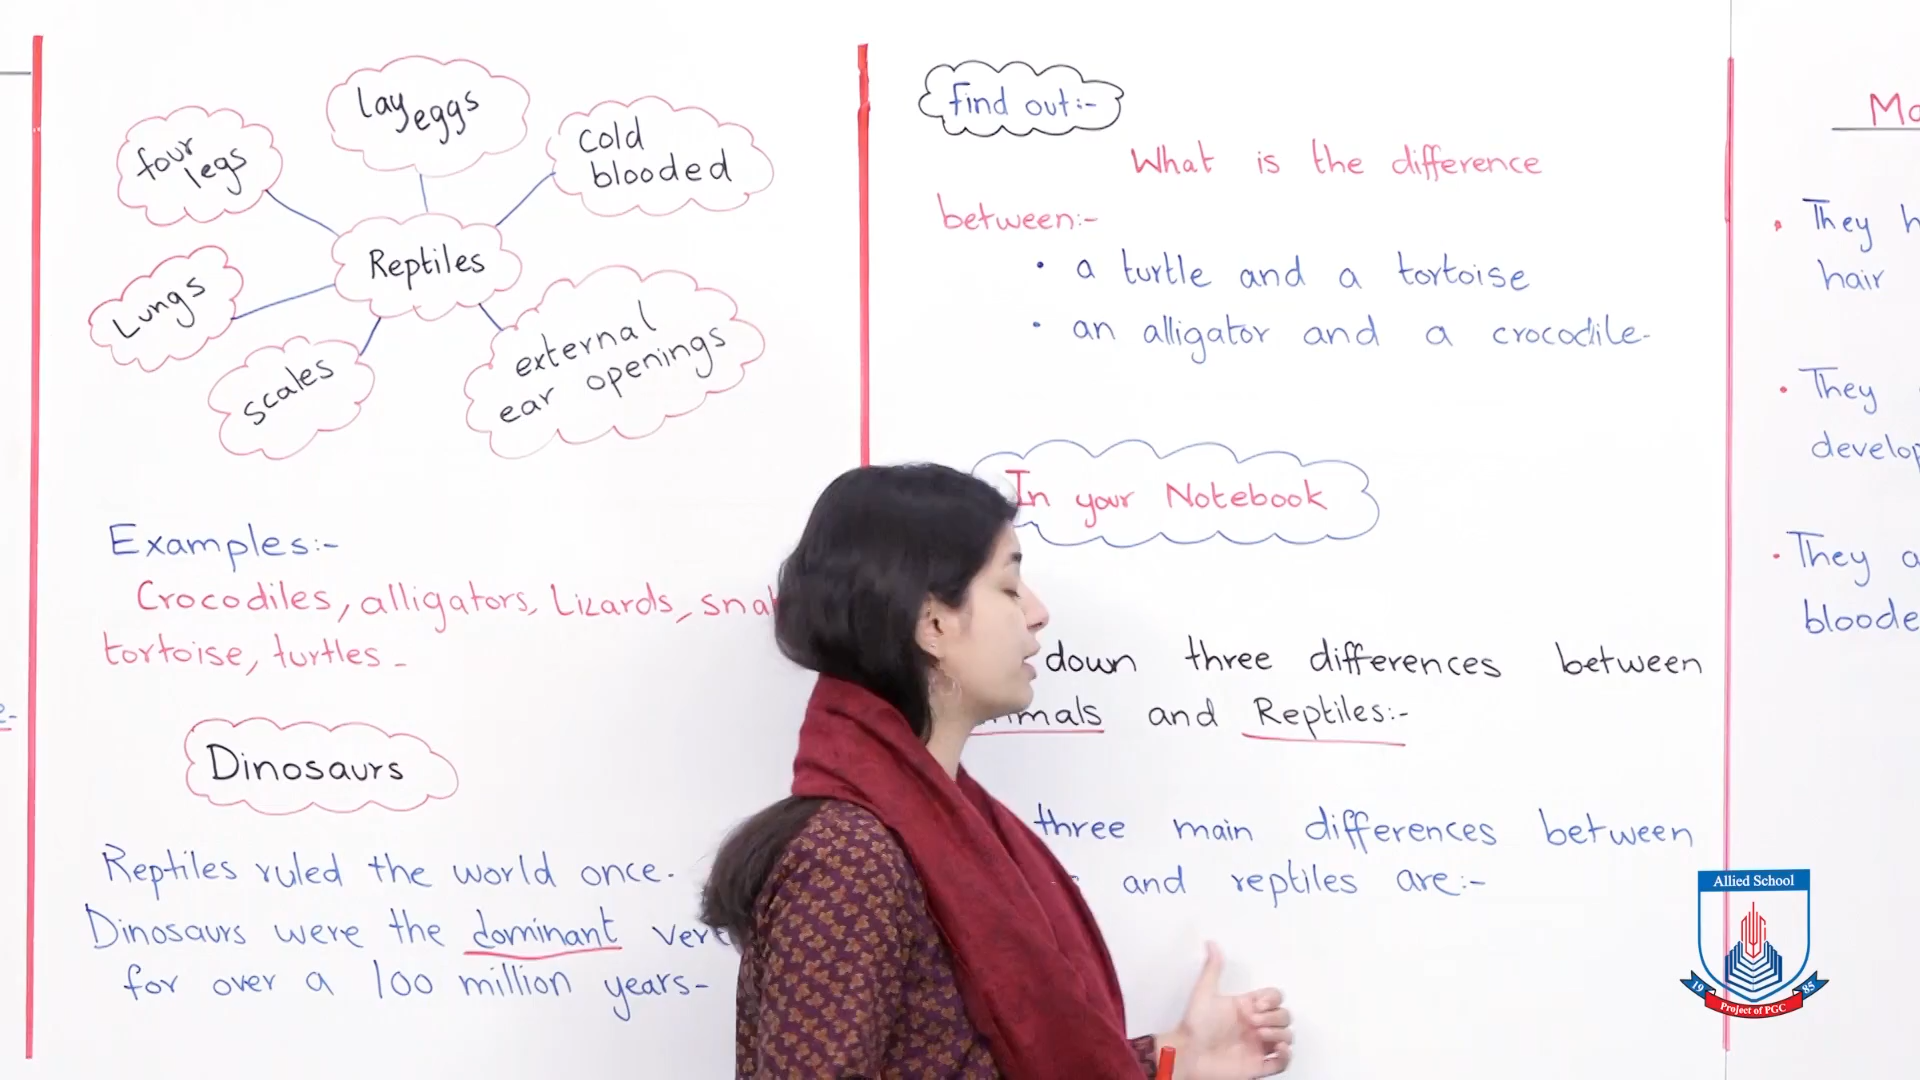 lay
eggs
four
legs
cold
blooded
Reptiles
Lungs
scales
external
ear openings
Examples:-
Crocodiles, alligators, Lizards,
tortoise, turtles-
Dinosaurs
Reptiles ruled the world once.
Dinosaurs were the dominant
for over a 100 million years-
find out:-
What is the difference
between:-
• a turtle and a tortoise
• an alligator and a crocodile-
In your Notebook
down three differences between
and Reptiles:-
three main differences between
and reptiles are:-
• They
hair
• They
• They
Allied School
19 85
Project of PGC